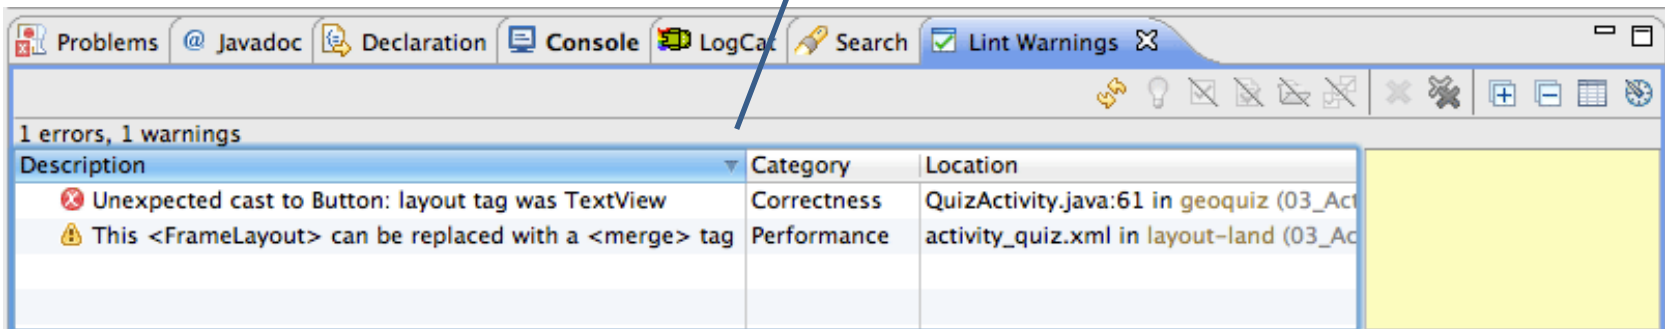 Problems @ Javadoc Declaration Console LogCat Search Lint Warnings
1 errors, 1 warnings
Description Category Location
Unexpected cast to Button: layout tag was TextView Correctness QuizActivity.java:61 in geoquiz (03_Act
This <FrameLayout> can be replaced with a <merge> tag Performance activity_quiz.xml in layout-land (03_Ac